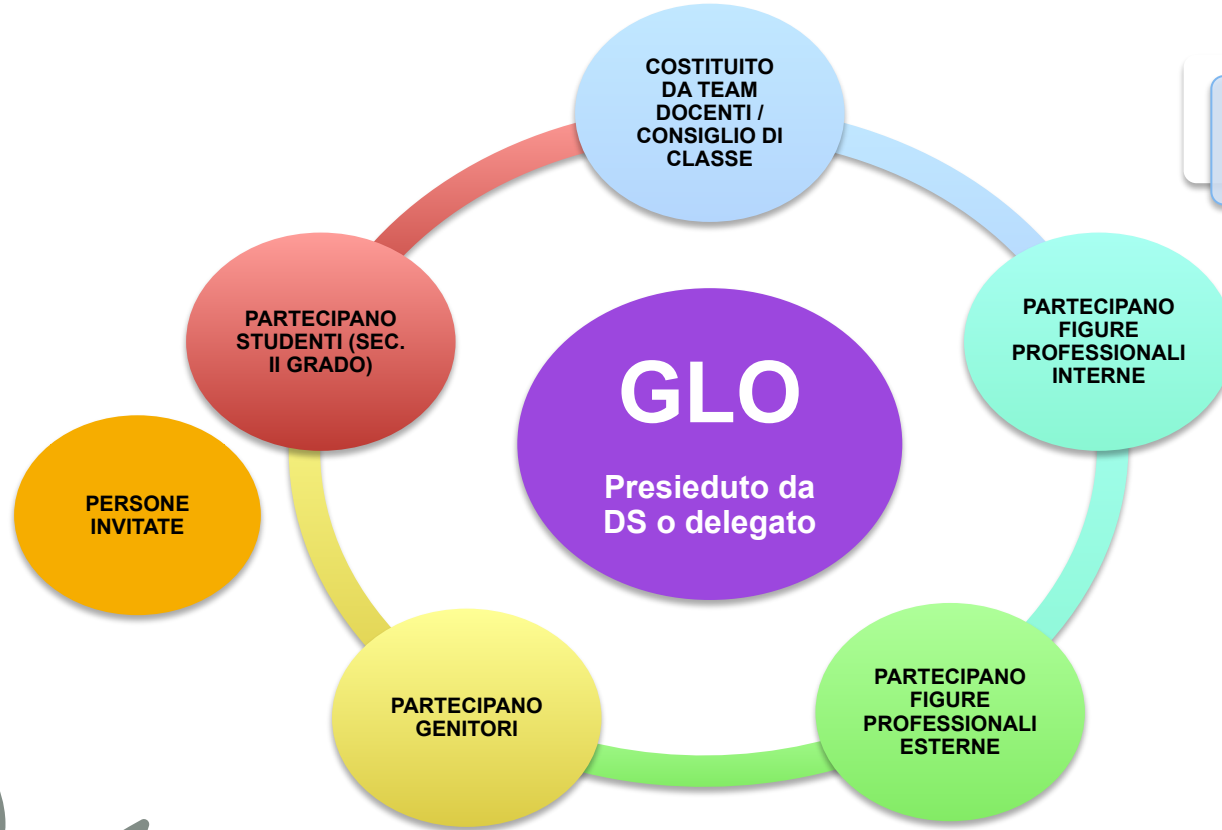 COSTITUITO
DA TEAM
DOCENTI /
CONSIGLIO DI
CLASSE
PARTECIPANO
FIGURE
PROFESSIONALI
INTERNE
PARTECIPANO
FIGURE
PROFESSIONALI
ESTERNE
PARTECIPANO
GENITORI
PARTECIPANO
STUDENTI (SEC.
II GRADO)
PERSONE
INVITATE
GLO
Presieduto da
DS o delegato